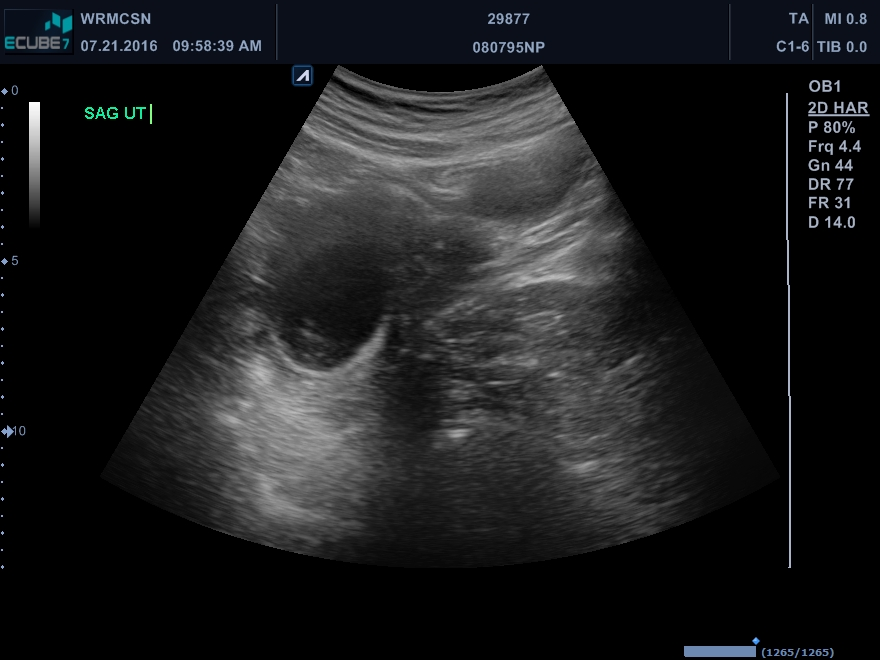 ECUBE 7
WRMCSN
07.21.2016 09:58:39 AM
29877
080795NP
TA MI 0.8
C1-6 TIB 0.0
SAG UT
0
5
10
OB1
2D HAR
P 80%
Frq 4.4
Gn 44
DR 77
FR 31
D 14.0
(1265/1265)